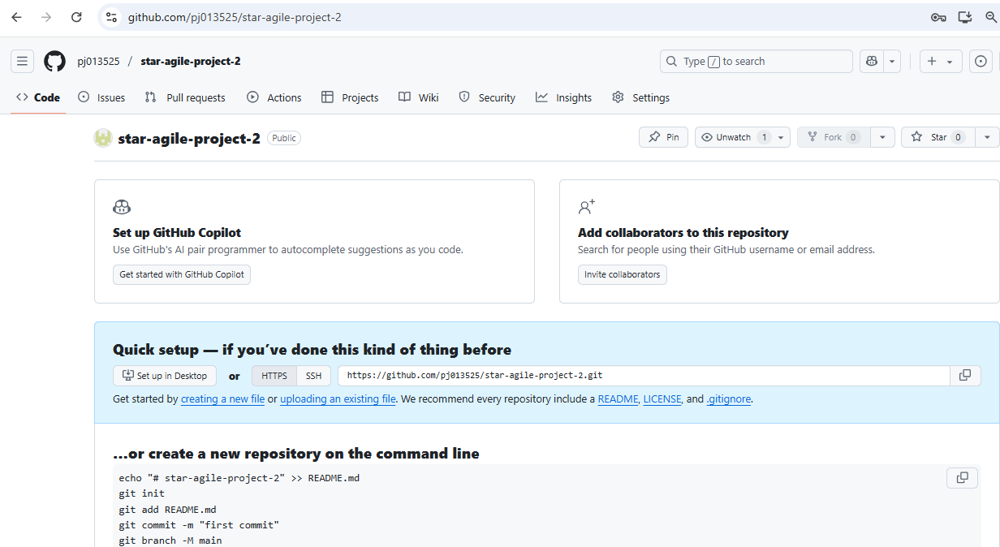 github.com/pj013525/star-agile-project-2
pj013525 / star-agile-project-2
Type / to search
Code Issues Pull requests Actions Projects Wiki Security Insights Settings
star-agile-project-2 Public
Pin Unwatch 1 Fork 0 Star 0
Set up GitHub Copilot
Use GitHub's AI pair programmer to autocomplete suggestions as you code.
Get started with GitHub Copilot
Add collaborators to this repository
Search for people using their GitHub username or email address.
Invite collaborators
Quick setup — if you’ve done this kind of thing before
Set up in Desktop or HTTPS SSH https://github.com/pj013525/star-agile-project-2.git
Get started by creating a new file or uploading an existing file. We recommend every repository include a README, LICENSE, and .gitignore.
…or create a new repository on the command line
echo "# star-agile-project-2" >> README.md
git init
git add README.md
git commit -m "first commit"
git branch -M main